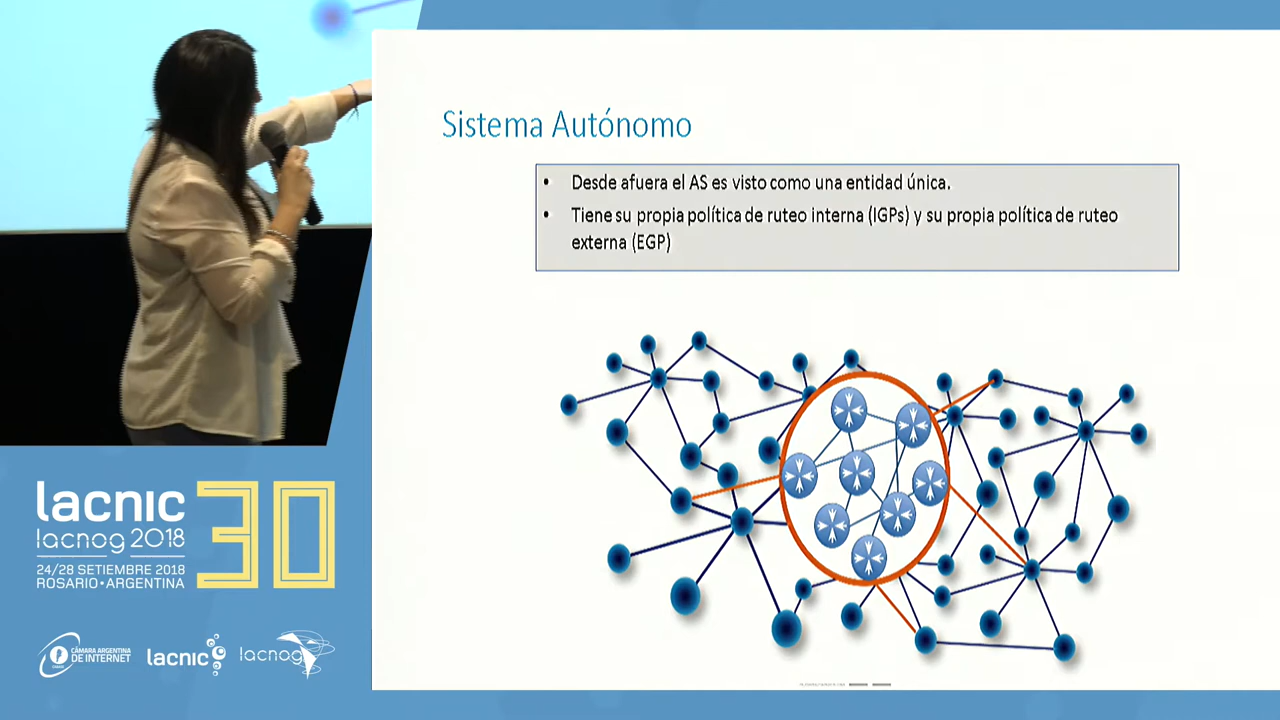 Sistema Autónomo
• Desde afuera el AS es visto como una entidad única.
• Tiene su propia política de ruteo interna (IGPs) y su propia política de ruteo
externa (EGP)
lacnic 30
lacnog 2018
24/28 SETIEMBRE 2018
ROSARIO • ARGENTINA
CÁMARA ARGENTINA
DE INTERNET
lacnic
lacnog